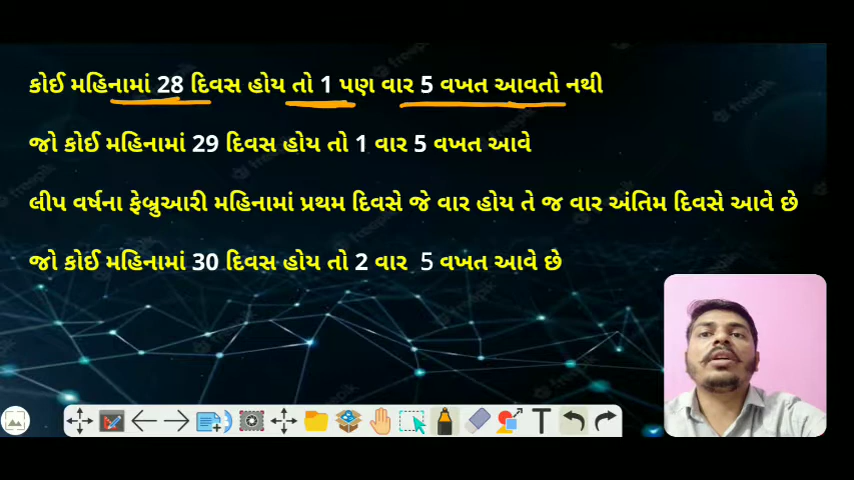 કોઈ મહિનામાં 28 દિવસ હોય તો 1 પણ વાર 5 વખત આવતો નથી
જો કોઈ મહિનામાં 29 દિવસ હોય તો 1 વાર 5 વખત આવે
લીપ વર્ષના ફેબ્રુઆરી મહિનામાં પ્રથમ દિવસે જે વાર હોય તે જ વાર અંતિમ દિવસે આવે છે
જો કોઈ મહિનામાં 30 દિવસ હોય તો 2 વાર 5 વખત આવે છે